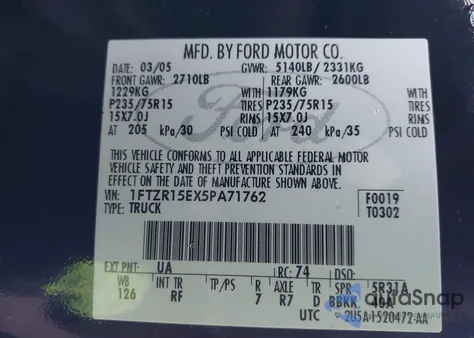 MFD. BY FORD MOTOR CO.
DATE: 03/05 GVWR: 5140LB/ 2331KG
FRONT GAWR: 2710LB REAR GAWR: 2600LB
1229KG WITH 1179KG WITH
P235/75R15 TIRES P235/75R15 TIRES
15X7.0J RIMS 15X7.0J RIMS
AT 205 kPa/30 PSI COLD AT 240 kPa/35 PSI COLD
Ford
THIS VEHICLE CONFORMS TO ALL APPLICABLE FEDERAL MOTOR
VEHICLE SAFETY AND THEFT PREVENTION STANDARDS IN
EFFECT ON THE DATE OF MANUFACTURE SHOWN ABOVE.
VIN: 1FTZR15EX5PA71762 F0019
TYPE: TRUCK T0302
EXT PNT: UA RC: 74 DSO:
WB INT TR TP/PS R AXLE TR SPR 5R31A
126 RF 7 R7 D BBKK 40A
autoSnap
UTC 2U5A-1520472-AA